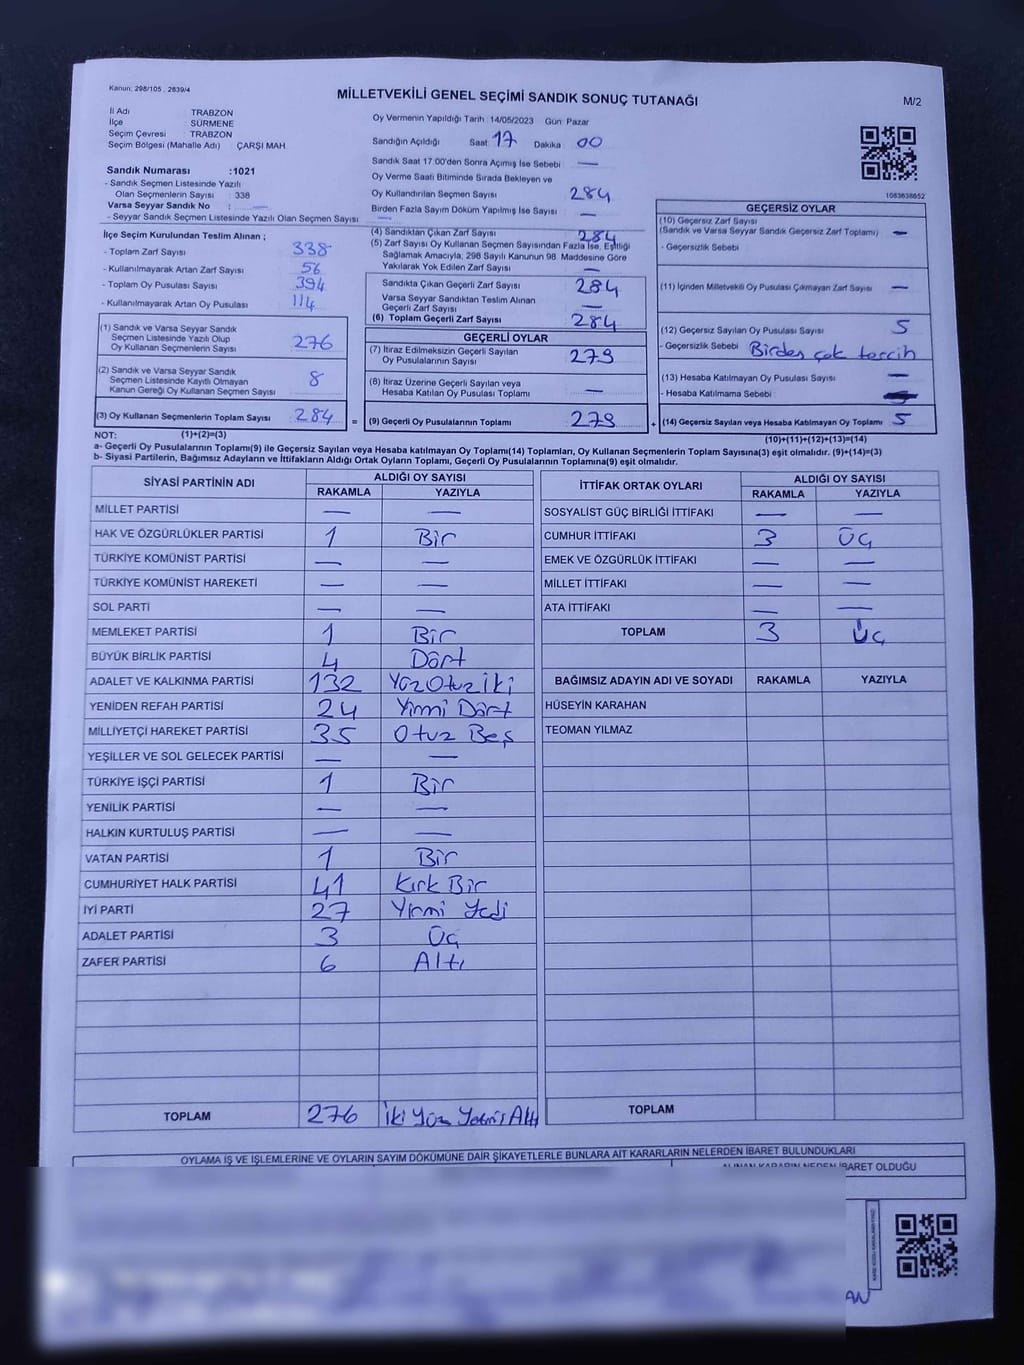 Kanun: 298/105 , 2839/4
MİLLETVEKİLİ GENEL SEÇİMİ SANDIK SONUÇ TUTANAĞI
M/2
İl Adı : TRABZON
İlçe : SÜRMENE
Seçim Çevresi : TRABZON
Seçim Bölgesi (Mahalle Adı) : ÇARŞI MAH
Sandık Numarası :1021
- Sandık Seçmen Listesinde Yazılı
Olan Seçmenlerin Sayısı : 338
Varsa Seyyar Sandık No : —
- Seyyar Sandık Seçmen Listesinde Yazılı Olan Seçmen Sayısı : —
Oy Vermenin Yapıldığı Tarih : 14/05/2023 Gün: Pazar
Sandığın Açıldığı Saat 17 Dakika 00
Sandık Saat 17:00'den Sonra Açımış İse Sebebi —
Oy Verme Saati Bitiminde Sırada Bekleyen ve
Oy Kullandırılan Seçmen Sayısı 284
Birden Fazla Sayım Döküm Yapılmış İse Sayısı —
1083638652
İlçe Seçim Kurulundan Teslim Alınan ;
- Toplam Zarf Sayısı 338
- Kullanılmayarak Artan Zarf Sayısı 56
- Toplam Oy Pusulası Sayısı 394
- Kullanılmayarak Artan Oy Pusulası 114
(1) Sandık ve Varsa Seyyar Sandık
Seçmen Listesinde Yazılı Olup
Oy Kullanan Seçmenlerin Sayısı 276
(2) Sandık ve Varsa Seyyar Sandık
Seçmen Listesinde Kayıtlı Olmayan
Kanun Gereği Oy Kullanan Seçmen Sayısı 8
(3) Oy Kullanan Seçmenlerin Toplam Sayısı 284 =
(4) Sandıktan Çıkan Zarf Sayısı 284
(5) Zarf Sayısı Oy Kullanan Seçmen Sayısından Fazla İse, Eşitliği
Sağlamak Amacıyla, 298 Sayılı Kanunun 98. Maddesine Göre
Yakılarak Yok Edilen Zarf Sayısı —
Sandıkta Çıkan Geçerli Zarf Sayısı 284
Varsa Seyyar Sandıktan Teslim Alınan
Geçerli Zarf Sayısı —
(6) Toplam Geçerli Zarf Sayısı 284
GEÇERLİ OYLAR
(7) İtiraz Edilmeksizin Geçerli Sayılan
Oy Pusulalarının Sayısı 279
(8) İtiraz Üzerine Geçerli Sayılan veya
Hesaba Katılan Oy Pusulası Toplamı —
(9) Geçerli Oy Pusulalarının Toplamı 279 +
GEÇERSİZ OYLAR
(10) Geçersiz Zarf Sayısı
(Sandık ve Varsa Seyyar Sandık Geçersiz Zarf Toplamı) —
- Geçersizlik Sebebi
(11) İçinden Milletvekili Oy Pusulası Çıkmayan Zarf Sayısı —
(12) Geçersiz Sayılan Oy Pusulası Sayısı 5
- Geçersizlik Sebebi Birden çok tercih
(13) Hesaba Katılmayan Oy Pusulası Sayısı —
- Hesaba Katılmama Sebebi
(14) Geçersiz Sayılan veya Hesaba Katılmayan Oy Toplamı 5
NOT: (1)+(2)=(3)
(10)+(11)+(12)+(13)=(14)
a- Geçerli Oy Pusulalarının Toplamı(9) ile Geçersiz Sayılan veya Hesaba katılmayan Oy Toplamı(14) Toplamları, Oy Kullanan Seçmenlerin Toplam Sayısına(3) eşit olmalıdır. (9)+(14)=(3)
b- Siyasi Partilerin, Bağımsız Adayların ve İttifakların Aldığı Oyların Toplamı, Geçerli Oy Pusulalarının Toplamına(9) eşit olmalıdır.
SİYASİ PARTİNİN ADI ALDIĞI OY SAYISI
RAKAMLA YAZIYLA
MİLLET PARTİSİ — —
HAK VE ÖZGÜRLÜKLER PARTİSİ 1 Bir
TÜRKİYE KOMÜNİST PARTİSİ — —
TÜRKİYE KOMÜNİST HAREKETİ — —
SOL PARTİ — —
MEMLEKET PARTİSİ 1 Bir
BÜYÜK BİRLİK PARTİSİ 4 Dört
ADALET VE KALKINMA PARTİSİ 132 YüzOtuzİki
YENİDEN REFAH PARTİSİ 24 Yirmi Dört
MİLLİYETÇİ HAREKET PARTİSİ 35 Otuz Beş
YEŞİLLER VE SOL GELECEK PARTİSİ — —
TÜRKİYE İŞÇİ PARTİSİ 1 Bir
YENİLİK PARTİSİ — —
HALKIN KURTULUŞ PARTİSİ — —
VATAN PARTİSİ 1 Bir
CUMHURİYET HALK PARTİSİ 41 Kırk Bir
İYİ PARTİ 27 Yirmi Yedi
ADALET PARTİSİ 3 Üç
ZAFER PARTİSİ 6 Altı
TOPLAM 276 İki Yüz Yetmiş Altı
İTTİFAK ORTAK OYLARI ALDIĞI OY SAYISI
RAKAMLA YAZIYLA
SOSYALİST GÜÇ BİRLİĞİ İTTİFAKI — —
CUMHUR İTTİFAKI 3 Üç
EMEK VE ÖZGÜRLÜK İTTİFAKI — —
MİLLET İTTİFAKI — —
ATA İTTİFAKI — —
TOPLAM 3 Üç
BAĞIMSIZ ADAYIN ADI VE SOYADI RAKAMLA YAZIYLA
HÜSEYİN KARAHAN
TEOMAN YILMAZ
TOPLAM
OYLAMA İŞ VE İŞLEMLERİNE VE OYLARIN SAYIM DÖKÜMÜNE DAİR ŞİKAYETLERLE BUNLARA AİT KARARLARIN NELERDEN İBARET BULUNDUKLARI
ALINAN KARARIN NEDEN İBARET OLDUĞU